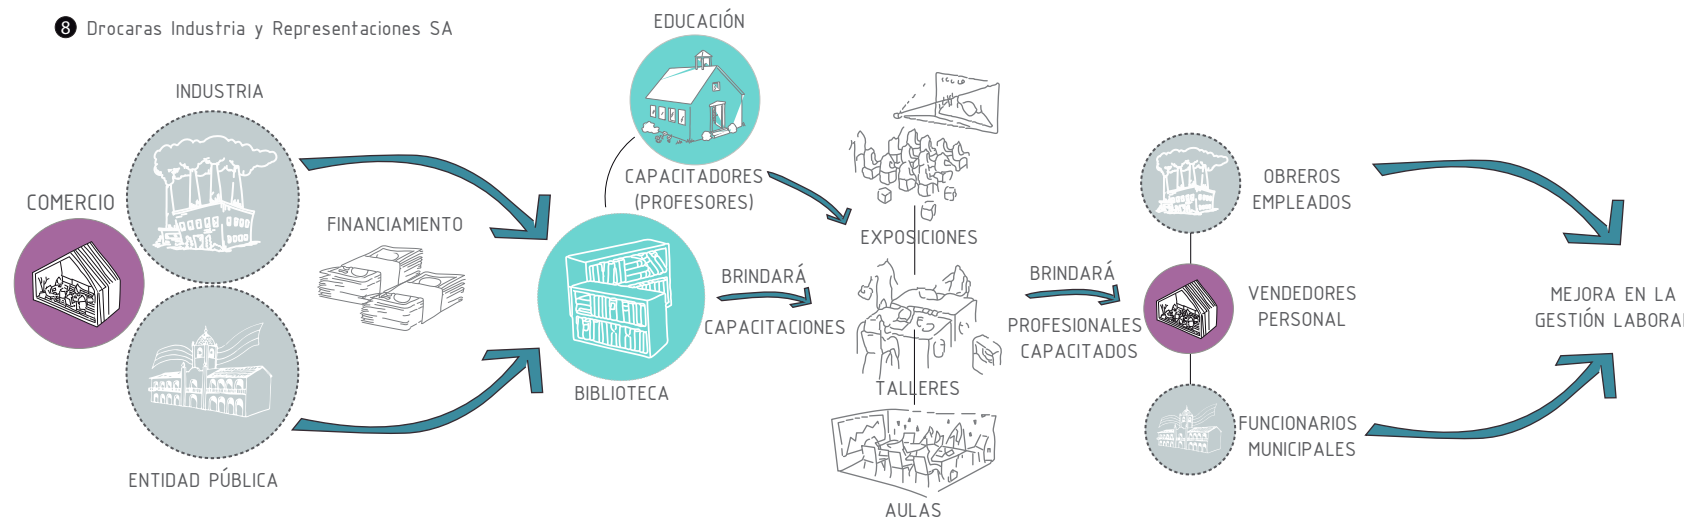 8 Drocaras Industria y Representaciones SA
EDUCACIÓN
INDUSTRIA
COMERCIO
FINANCIAMIENTO
ENTIDAD PÚBLICA
CAPACITADORES
(PROFESORES)
BIBLIOTECA
BRINDARÁ
CAPACITACIONES
EXPOSICIONES
TALLERES
AULAS
BRINDARÁ
PROFESIONALES
CAPACITADOS
OBREROS
EMPLEADOS
VENDEDORES
PERSONAL
FUNCIONARIOS
MUNICIPALES
MEJORA EN LA
GESTIÓN LABORAL